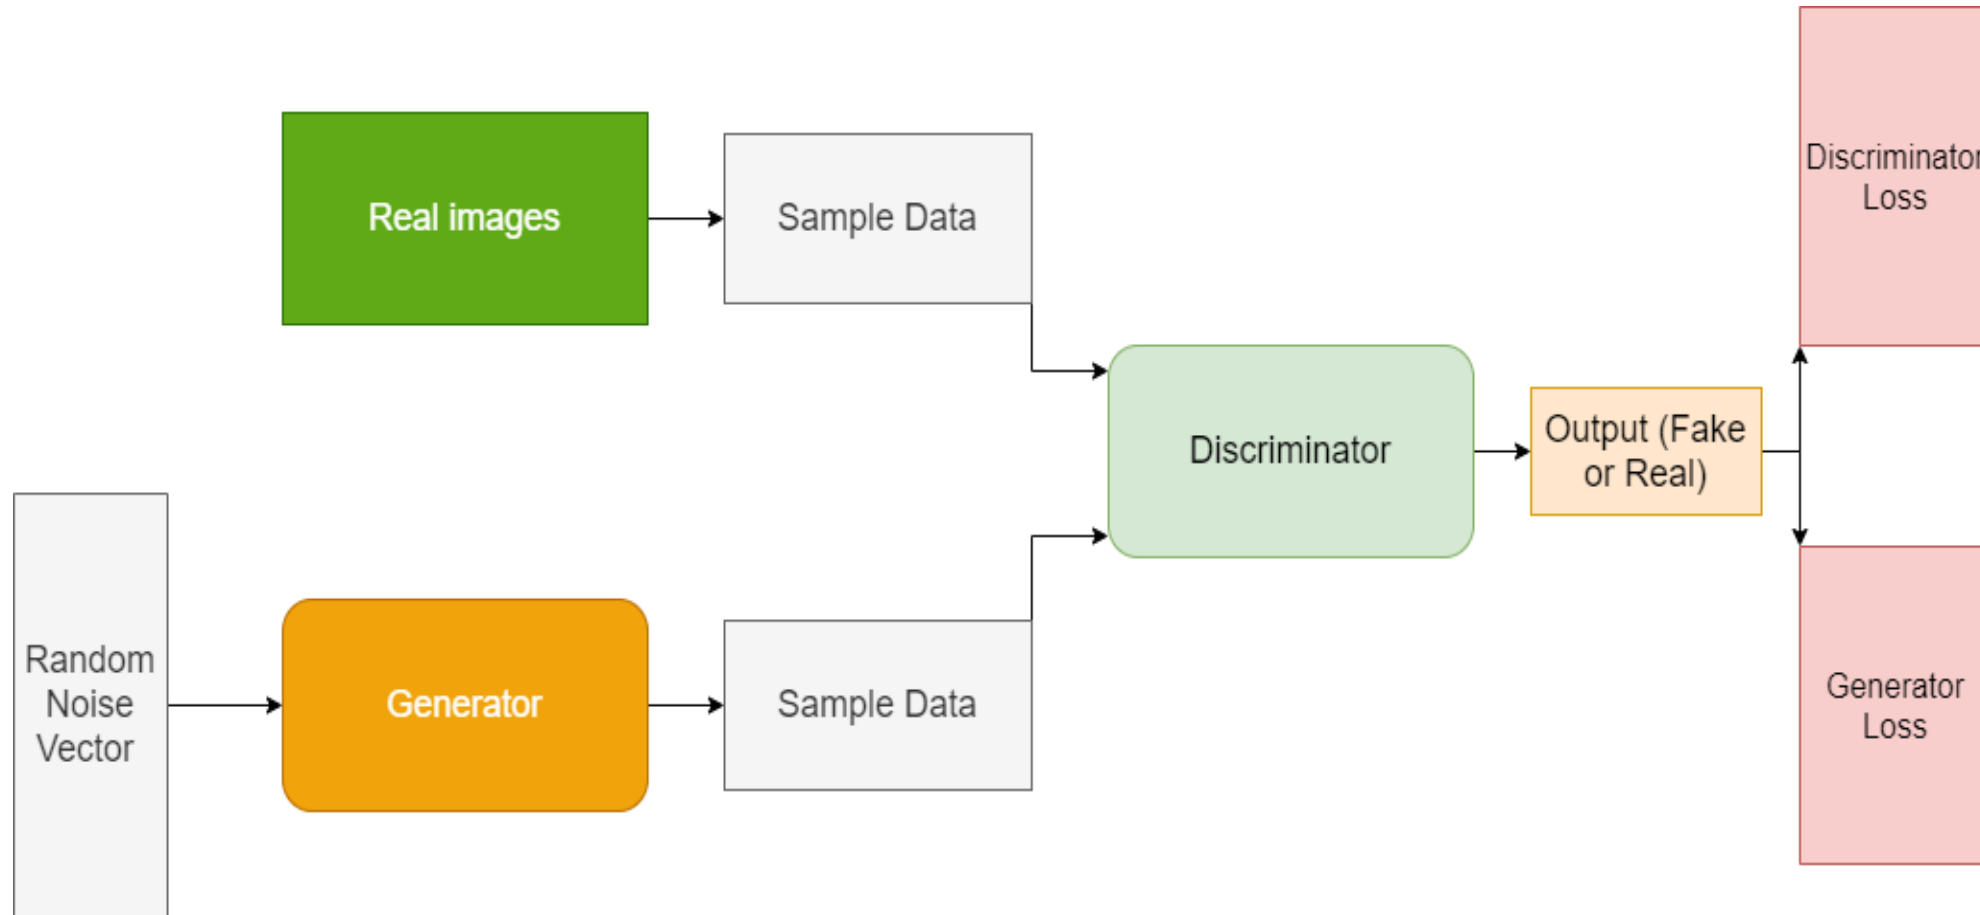 Real images
Sample Data
Discriminator
Loss
Discriminator
Output (Fake
or Real)
Random
Noise
Vector
Generator
Sample Data
Generator
Loss